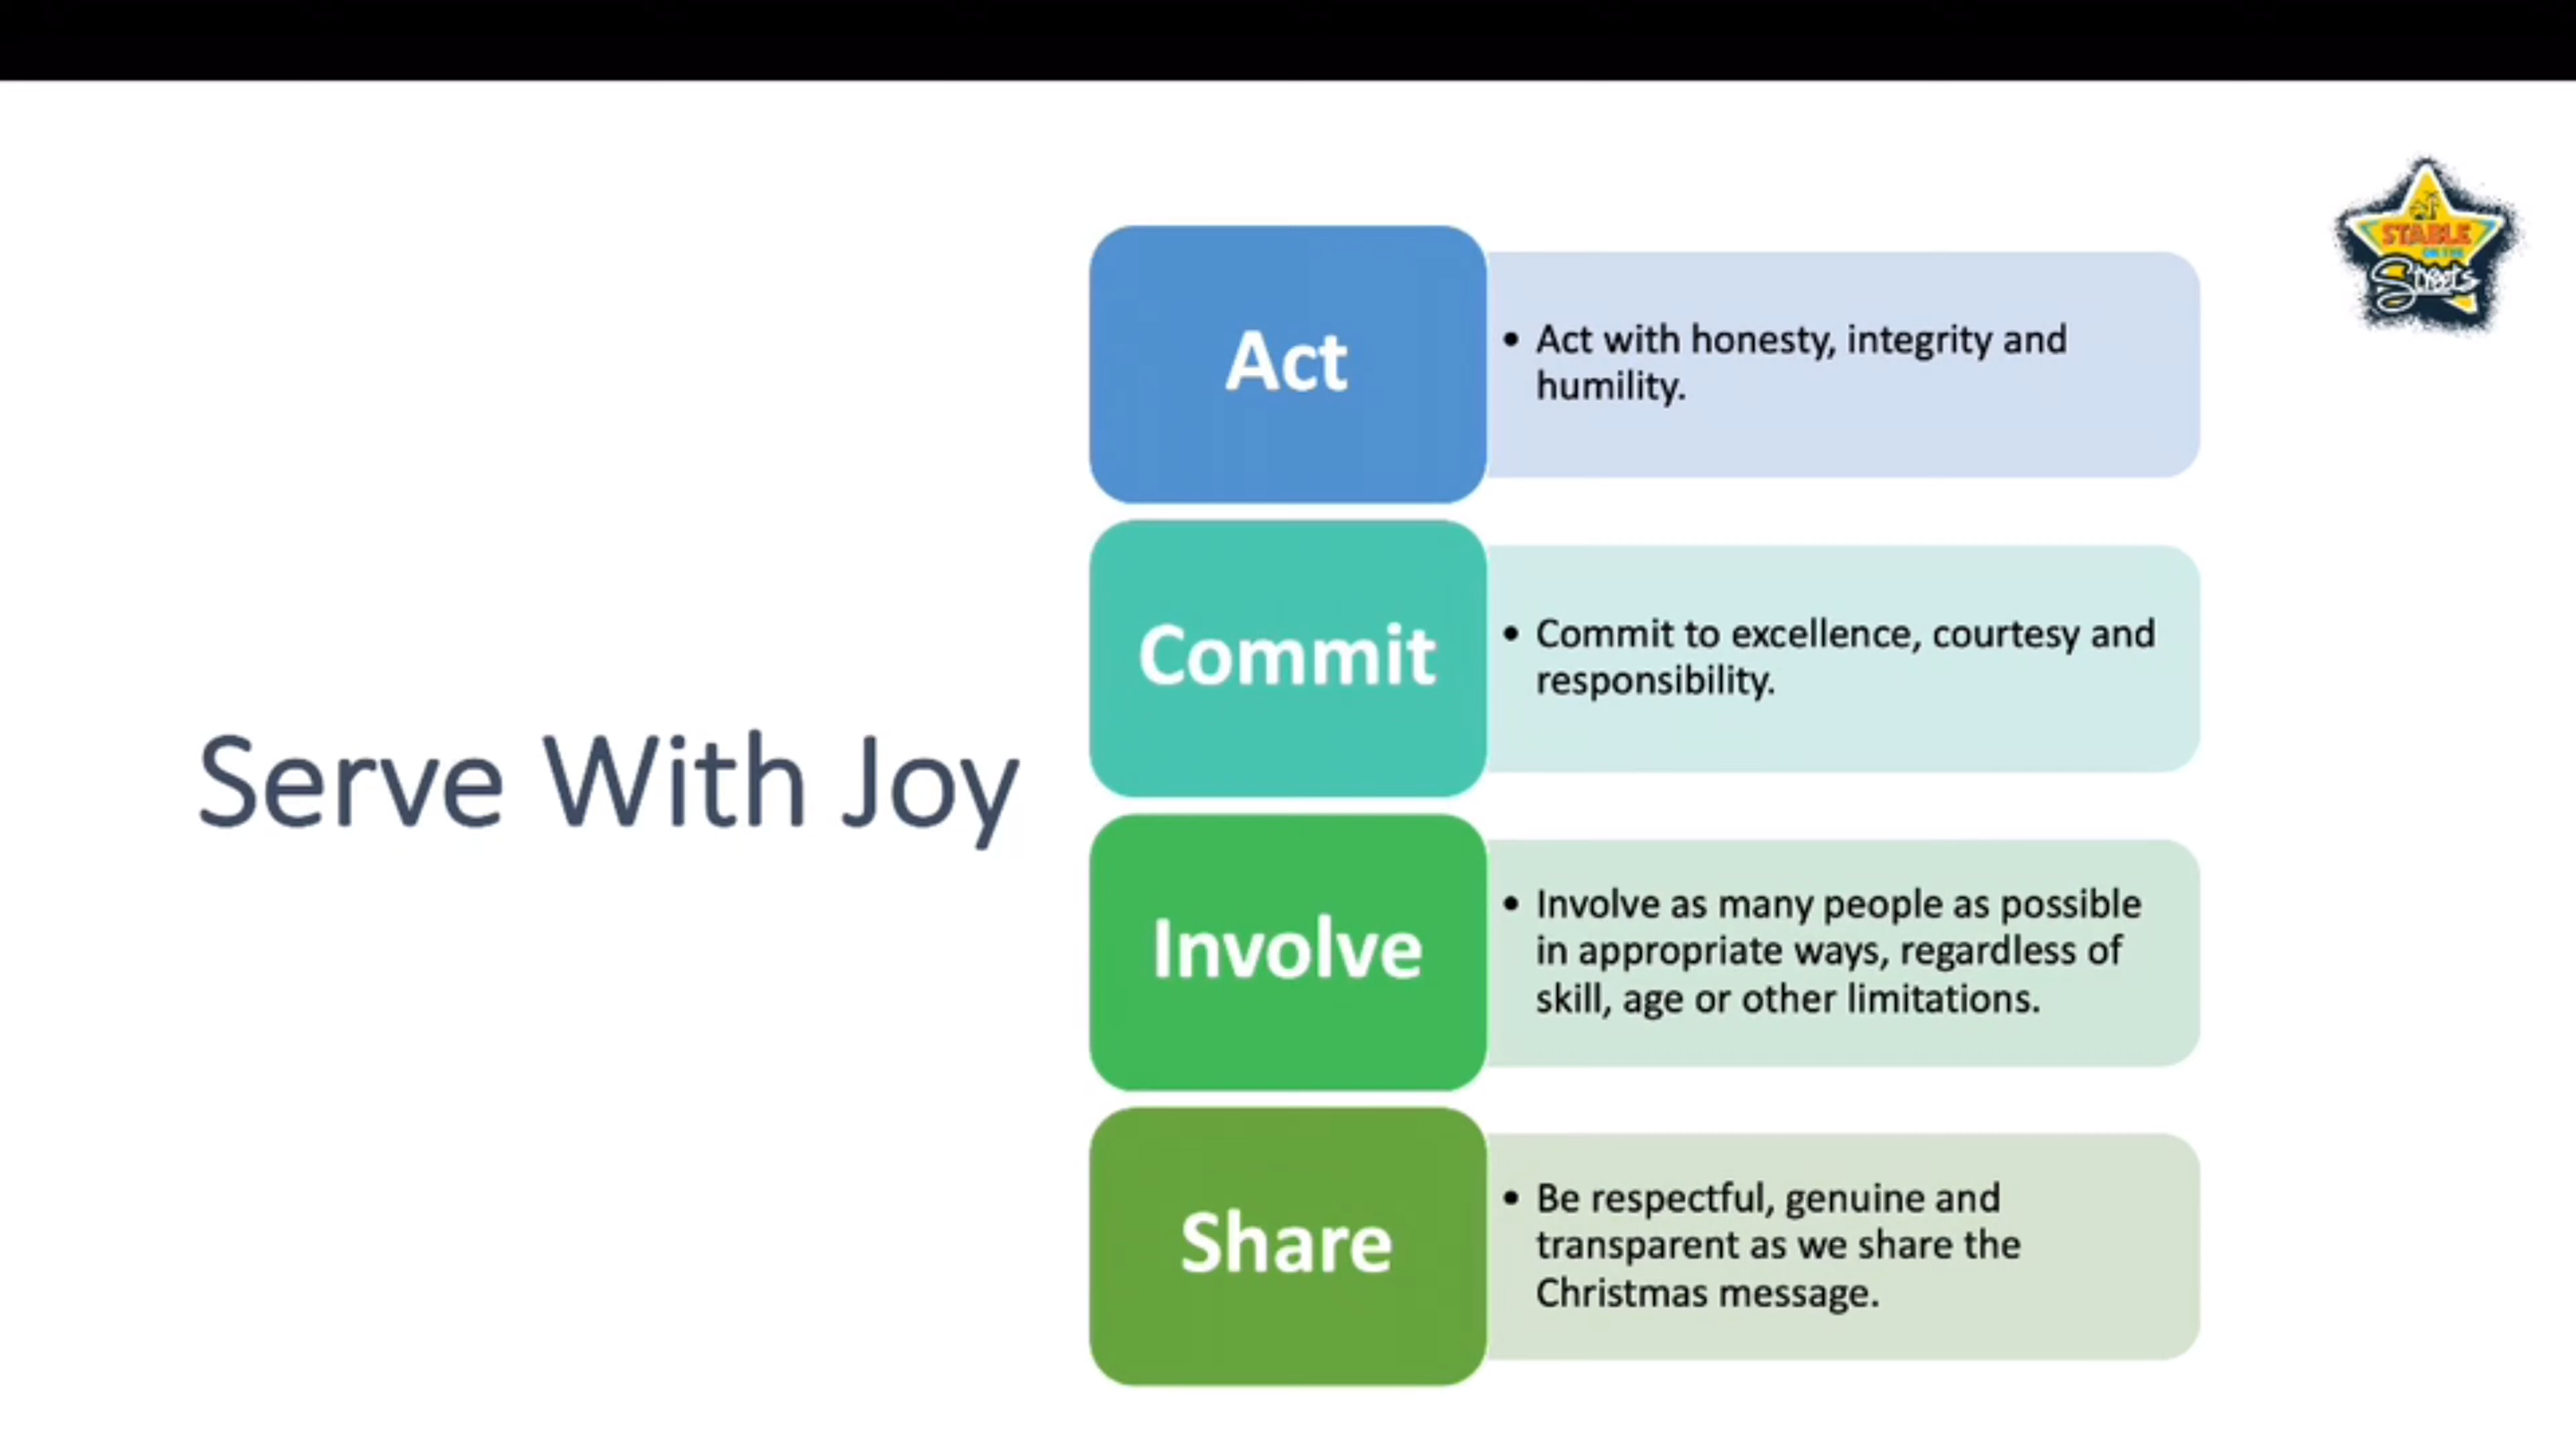 Serve With Joy
Act
• Act with honesty, integrity and
humility.
Commit
• Commit to excellence, courtesy and
responsibility.
Involve
• Involve as many people as possible
in appropriate ways, regardless of
skill, age or other limitations.
Share
• Be respectful, genuine and
transparent as we share the
Christmas message.
STABLE
ON THE
Streets